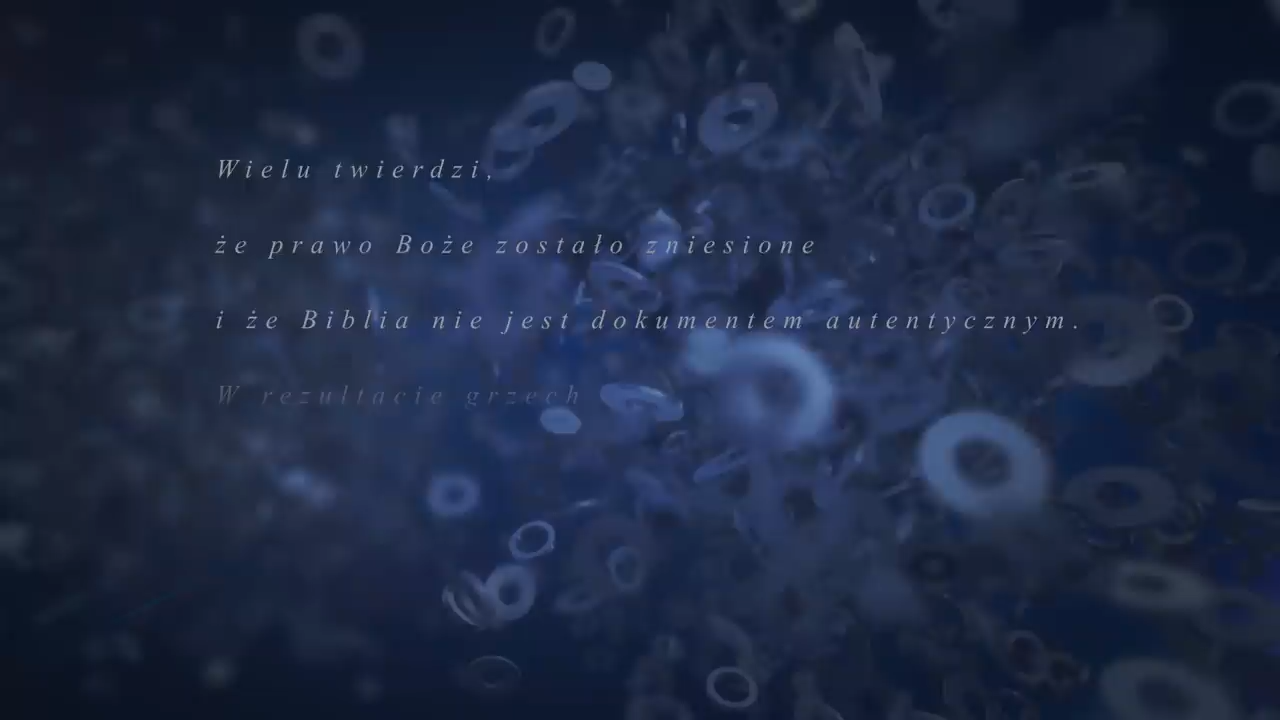 Wielu twierdzi,
że prawo Boże zostało zniesione
i że Biblia nie jest dokumentem autentycznym.
W rezultacie grzech